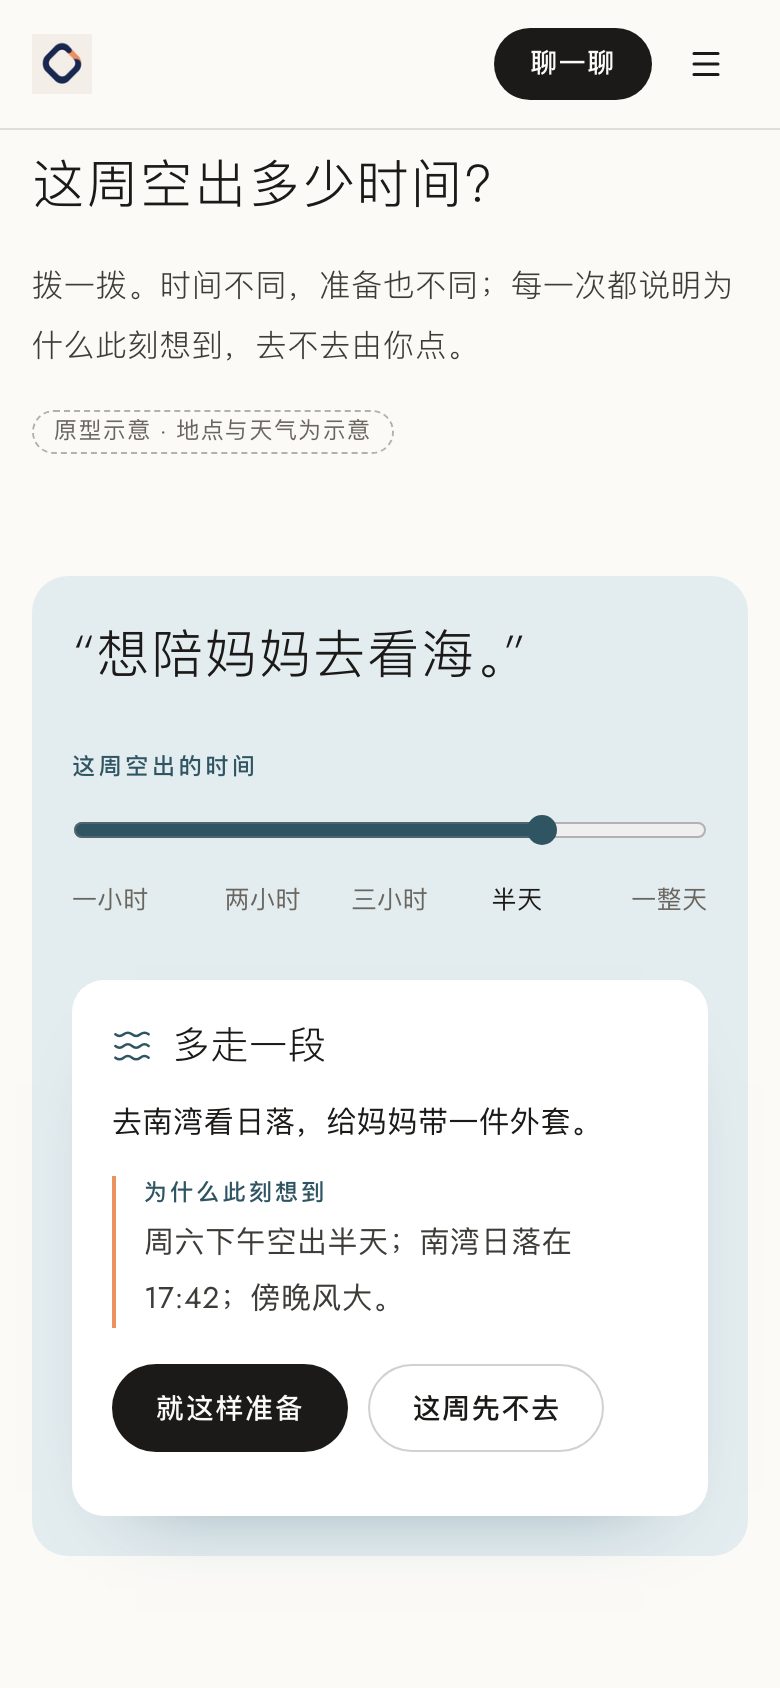 聊一聊
这周空出多少时间?
拨一拨。时间不同，准备也不同；每一次都说明为
什么此刻想到，去不去由你点。
原型示意 · 地点与天气为示意
“想陪妈妈去看海。”
这周空出的时间
一小时 两小时 三小时 半天 一整天
多走一段
去南湾看日落，给妈妈带一件外套。
为什么此刻想到
周六下午空出半天；南湾日落在
17:42；傍晚风大。
就这样准备 这周先不去